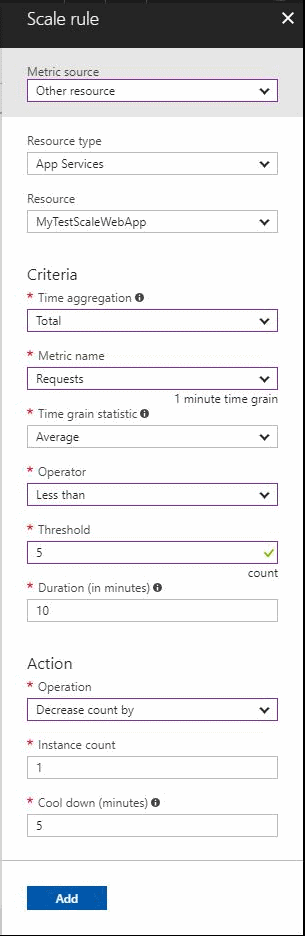 Scale rule
Metric source
Other resource
Resource type
App Services
Resource
MyTestScaleWebApp
Criteria
* Time aggregation
Total
* Metric name
Requests
1 minute time grain
* Time grain statistic
Average
* Operator
Less than
* Threshold
5
count
* Duration (in minutes)
10
Action
* Operation
Decrease count by
* Instance count
1
* Cool down (minutes)
5
Add